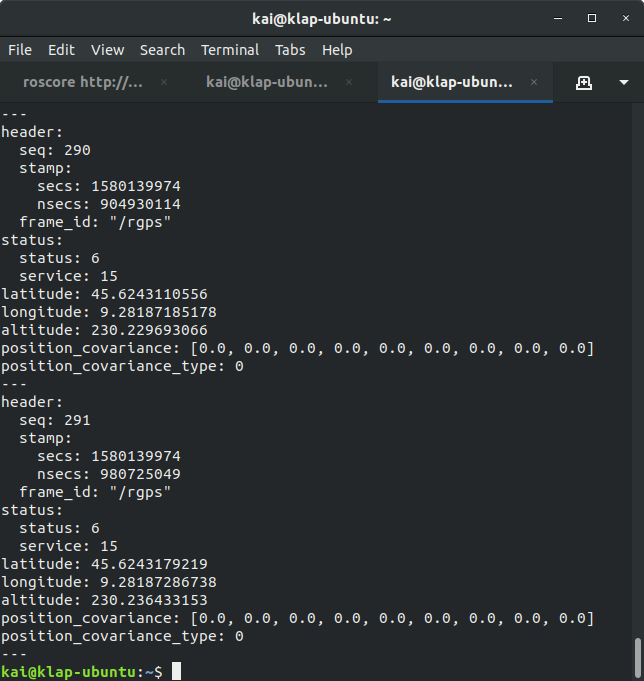 kai@klap-ubuntu: ~
File Edit View Search Terminal Tabs Help
roscore http://... × kai@klap-ubun... × kai@klap-ubun... ×
---
header:
  seq: 290
  stamp:
    secs: 1580139974
    nsecs: 904930114
  frame_id: "/rgps"
status:
  status: 6
  service: 15
latitude: 45.6243110556
longitude: 9.28187185178
altitude: 230.229693066
position_covariance: [0.0, 0.0, 0.0, 0.0, 0.0, 0.0, 0.0, 0.0, 0.0]
position_covariance_type: 0
---
header:
  seq: 291
  stamp:
    secs: 1580139974
    nsecs: 980725049
  frame_id: "/rgps"
status:
  status: 6
  service: 15
latitude: 45.6243179219
longitude: 9.28187286738
altitude: 230.236433153
position_covariance: [0.0, 0.0, 0.0, 0.0, 0.0, 0.0, 0.0, 0.0, 0.0]
position_covariance_type: 0
---
kai@klap-ubuntu:~$